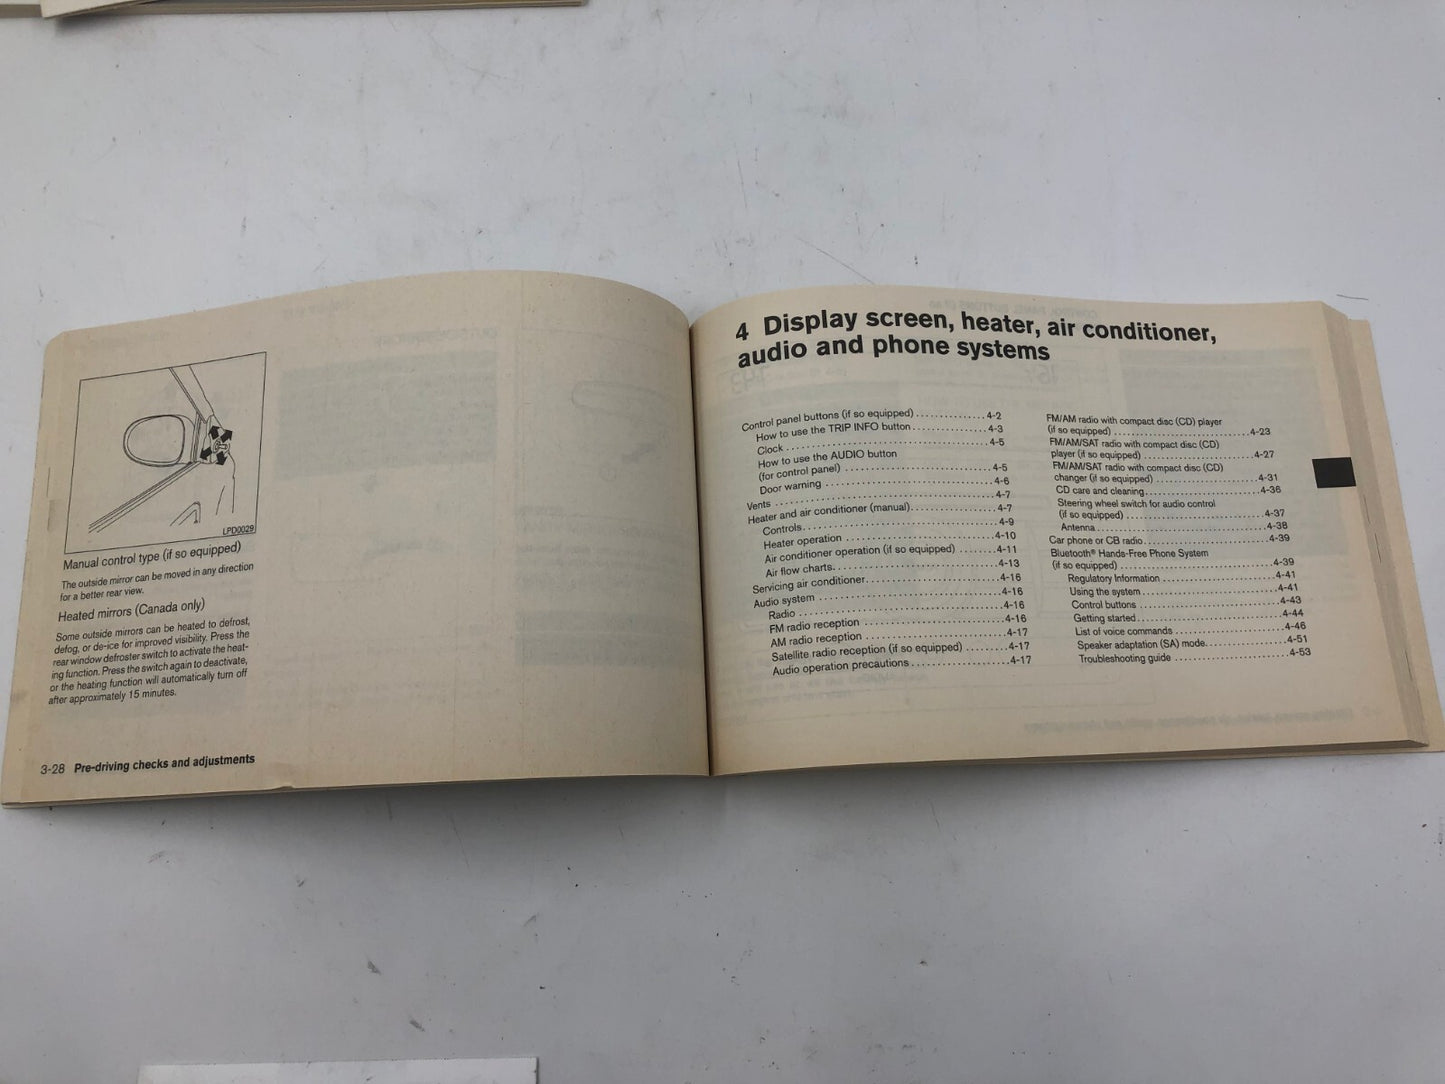 LPD0029
Manual control type (if so equipped)
The outside mirror can be moved in any direction
for a better rear view.
Heated mirrors (Canada only)
Some outside mirrors can be heated to defrost,
defog, or de-ice for improved visibility. Press the
rear window defroster switch to activate the heat-
ing function. Press the switch again to deactivate,
or the heating function will automatically turn off
after approximately 15 minutes.
3-28 Pre-driving checks and adjustments
4 Display screen, heater, air conditioner,
audio and phone systems
Control panel buttons (if so equipped) .............. 4-2
How to use the TRIP INFO button ............... 4-3
Clock ........................................ 4-5
How to use the AUDIO button
(for control panel) .............................. 4-5
Door warning .................................. 4-6
Vents ............................................ 4-7
Heater and air conditioner (manual) ................. 4-7
Controls ....................................... 4-9
Heater operation .............................. 4-10
Air conditioner operation (if so equipped) ........ 4-11
Air flow charts ................................. 4-13
Servicing air conditioner ........................... 4-16
Audio system ..................................... 4-16
Radio ......................................... 4-16
FM radio reception ............................. 4-16
AM radio reception ............................. 4-17
Satellite radio reception (if so equipped) ......... 4-17
Audio operation precautions .................... 4-17
FM/AM radio with compact disc (CD) player
(if so equipped) ............................... 4-23
FM/AM/SAT radio with compact disc (CD)
player (if so equipped) ......................... 4-27
FM/AM/SAT radio with compact disc (CD)
changer (if so equipped) ........................ 4-31
CD care and cleaning ........................... 4-36
Steering wheel switch for audio control
(if so equipped) ............................... 4-37
Antenna ....................................... 4-38
Car phone or CB radio ............................. 4-39
Bluetooth® Hands-Free Phone System
(if so equipped) ................................... 4-39
Regulatory Information ......................... 4-41
Using the system ............................... 4-41
Control buttons ................................ 4-43
Getting started ................................. 4-44
List of voice commands ......................... 4-46
Speaker adaptation (SA) mode .................. 4-51
Troubleshooting guide .......................... 4-53